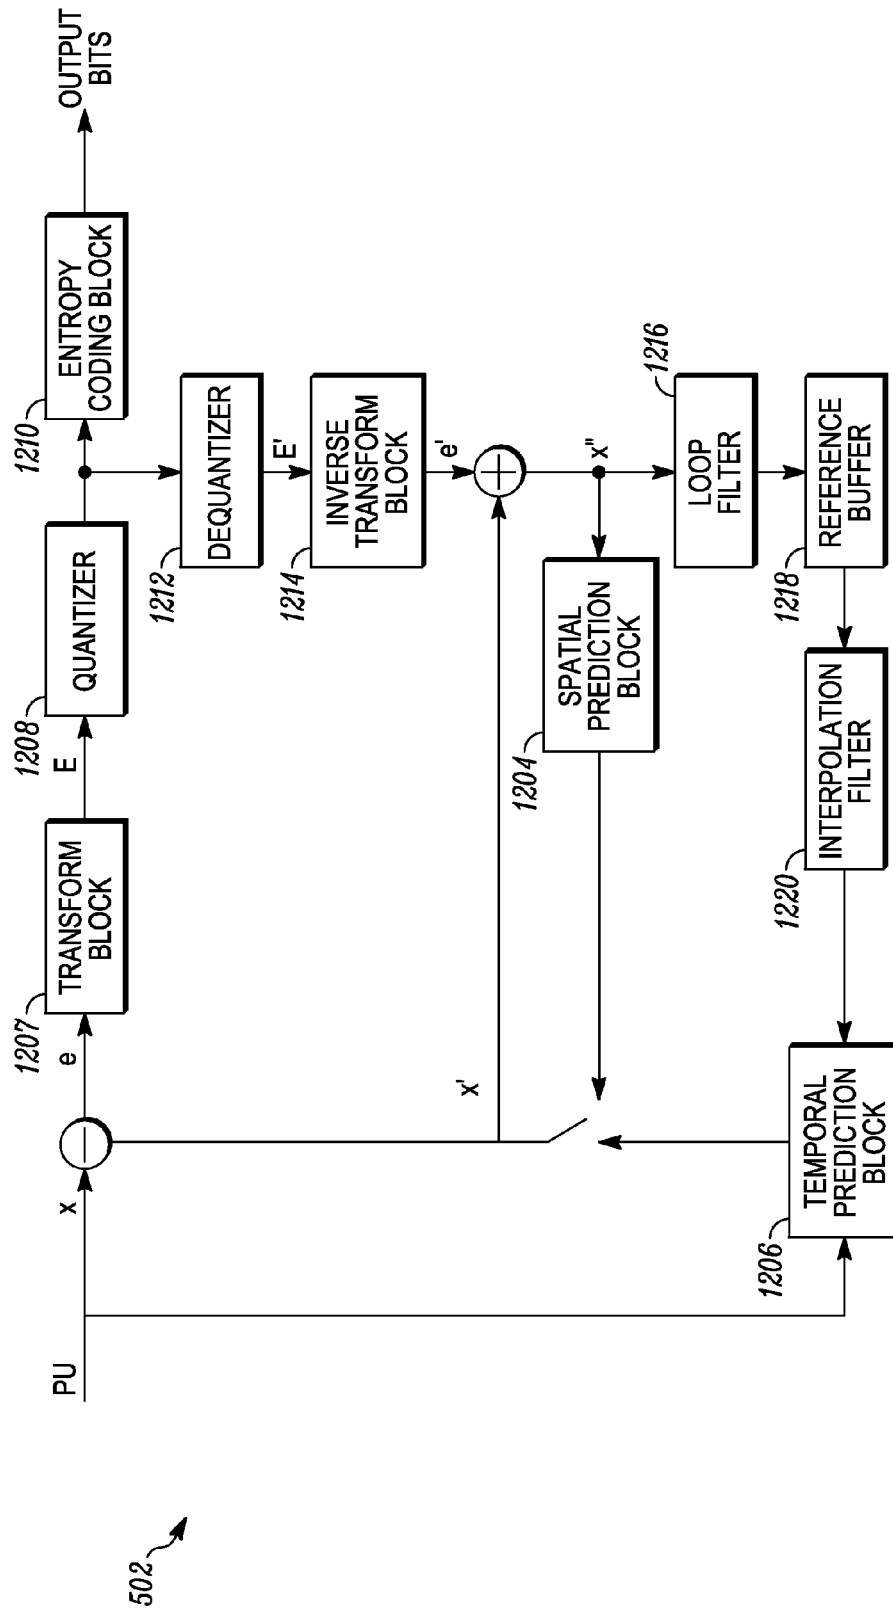 502
PU
x
e
1207
TRANSFORM
BLOCK
E
1208
QUANTIZER
1210
ENTROPY
CODING BLOCK
OUTPUT
BITS
1212
DEQUANTIZER
E'
1214
INVERSE
TRANSFORM
BLOCK
e'
x'
x"
1204
SPATIAL
PREDICTION
BLOCK
1216
LOOP
FILTER
1218
REFERENCE
BUFFER
1220
INTERPOLATION
FILTER
1206
TEMPORAL
PREDICTION
BLOCK